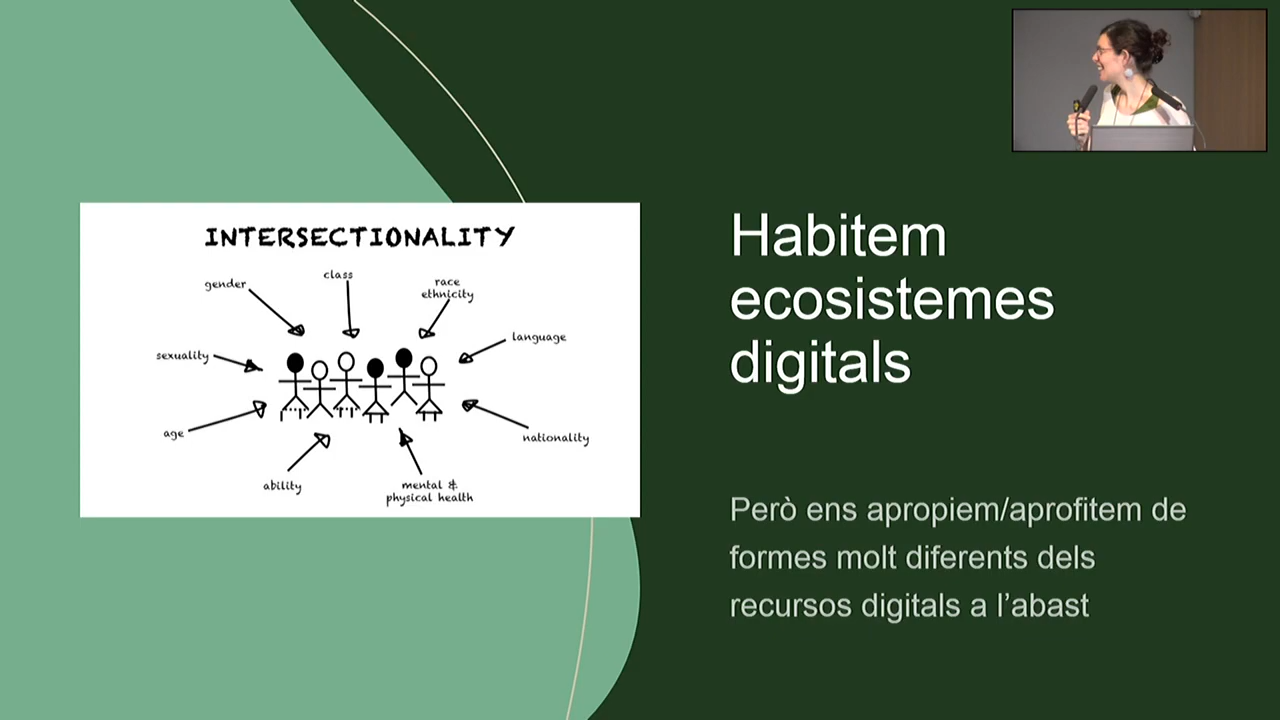 INTERSECTIONALITY
gender
class
race
ethnicity
language
sexuality
age
nationality
ability
mental &
physical health
Habitem
ecosistemes
digitals
Però ens apropiem/aprofitem de
formes molt diferents dels
recursos digitals a l'abast